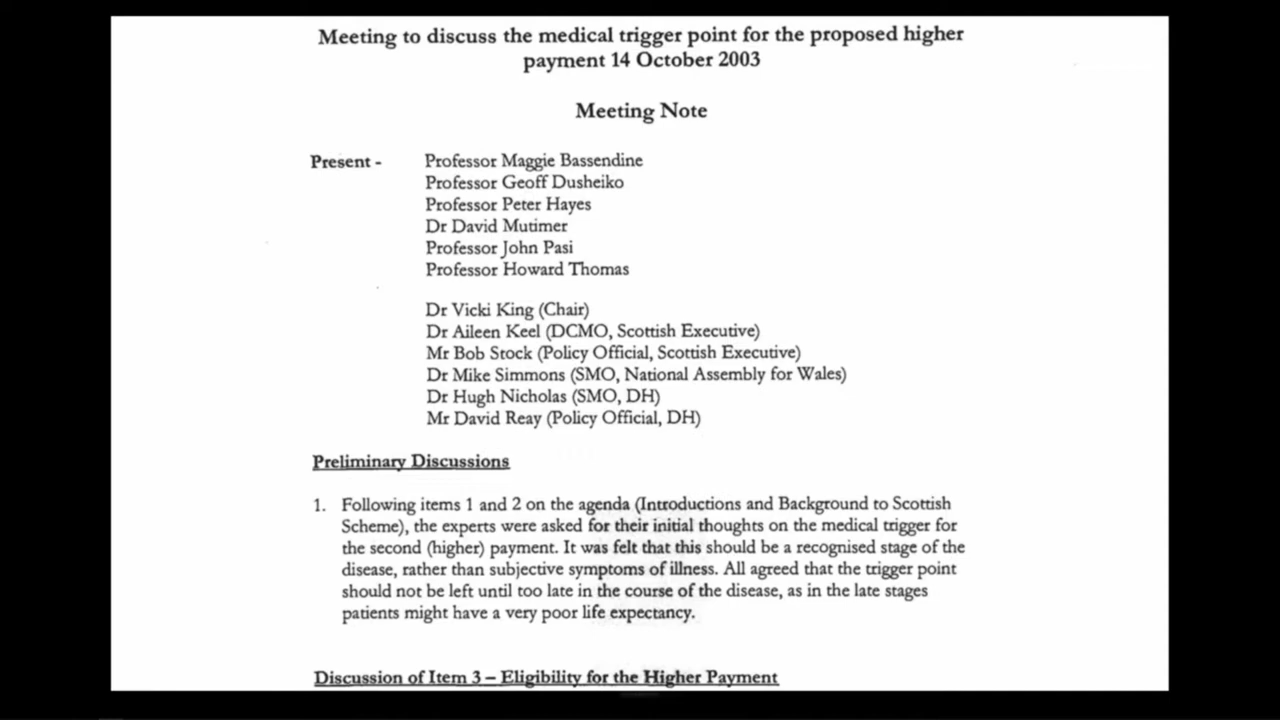 Meeting to discuss the medical trigger point for the proposed higher
payment 14 October 2003
Meeting Note
Present - Professor Maggie Bassendine
Professor Geoff Dusheiko
Professor Peter Hayes
Dr David Mutimer
Professor John Pasi
Professor Howard Thomas
Dr Vicki King (Chair)
Dr Aileen Keel (DCMO, Scottish Executive)
Mr Bob Stock (Policy Official, Scottish Executive)
Dr Mike Simmons (SMO, National Assembly for Wales)
Dr Hugh Nicholas (SMO, DH)
Mr David Reay (Policy Official, DH)
Preliminary Discussions
1. Following items 1 and 2 on the agenda (Introductions and Background to Scottish
Scheme), the experts were asked for their initial thoughts on the medical trigger for
the second (higher) payment. It was felt that this should be a recognised stage of the
disease, rather than subjective symptoms of illness. All agreed that the trigger point
should not be left until too late in the course of the disease, as in the late stages
patients might have a very poor life expectancy.
Discussion of Item 3 – Eligibility for the Higher Payment